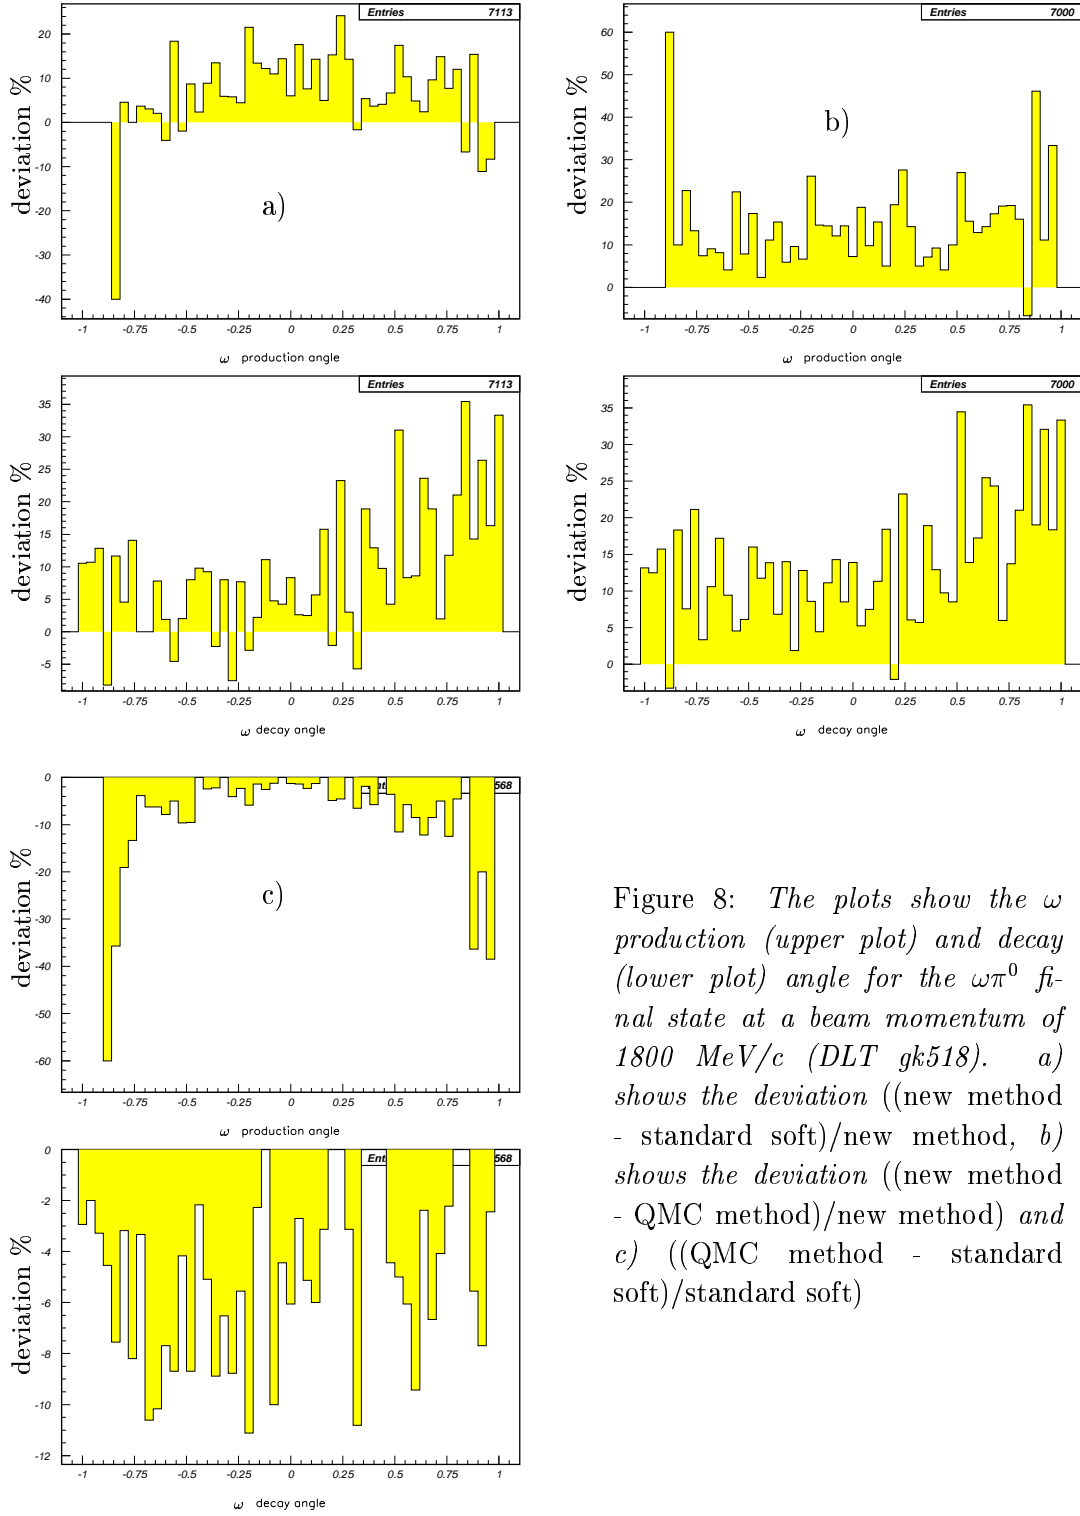 Entries 7113
20
10
0
-10
-20
-30
-40
deviation %
a)
-1 -0.75 -0.5 -0.25 0 0.25 0.5 0.75 1
ω production angle
Entries 7000
60
50
40
30
20
10
0
deviation %
b)
-1 -0.75 -0.5 -0.25 0 0.25 0.5 0.75 1
ω production angle
Entries 7113
35
30
25
20
15
10
5
0
-5
deviation %
-1 -0.75 -0.5 -0.25 0 0.25 0.5 0.75 1
ω decay angle
Entries 7000
35
30
25
20
15
10
5
0
deviation %
-1 -0.75 -0.5 -0.25 0 0.25 0.5 0.75 1
ω decay angle
568
0
-10
-20
-30
-40
-50
-60
deviation %
c)
-1 -0.75 -0.5 -0.25 0 0.25 0.5 0.75 1
ω production angle
Ent 568
0
-2
-4
-6
-8
-10
-12
deviation %
-1 -0.75 -0.5 -0.25 0 0.25 0.5 0.75 1
ω decay angle
Figure 8: The plots show the ω
production (upper plot) and decay
(lower plot) angle for the ωπ⁰ fi-
nal state at a beam momentum of
1800 MeV/c (DLT gk518). a)
shows the deviation ((new method
- standard soft)/new method, b)
shows the deviation ((new method
- QMC method)/new method) and
c) ((QMC method - standard
soft)/standard soft)